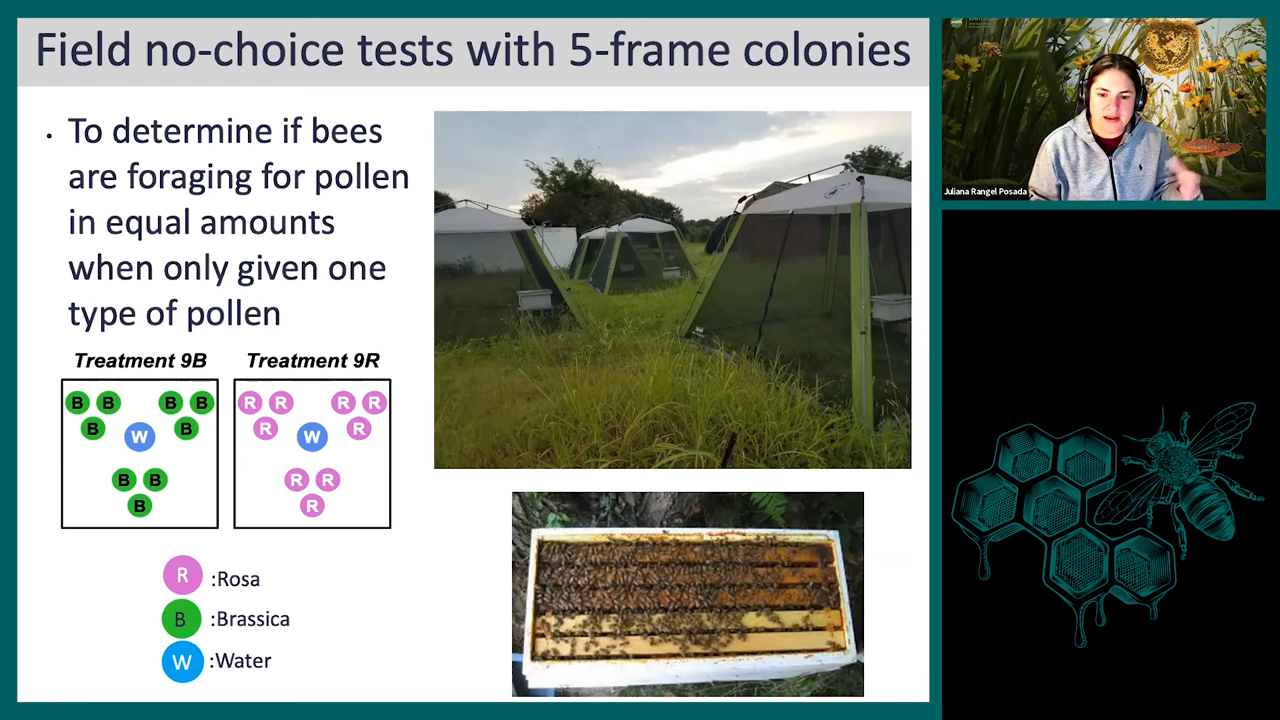 Field no-choice tests with 5-frame colonies
• To determine if bees
are foraging for pollen
in equal amounts
when only given one
type of pollen
Treatment 9B
B B B B
B B
W
B B
B
Treatment 9R
R R R R
R R
W
R R
R
R :Rosa
B :Brassica
W :Water
Juliana Rangel Posada